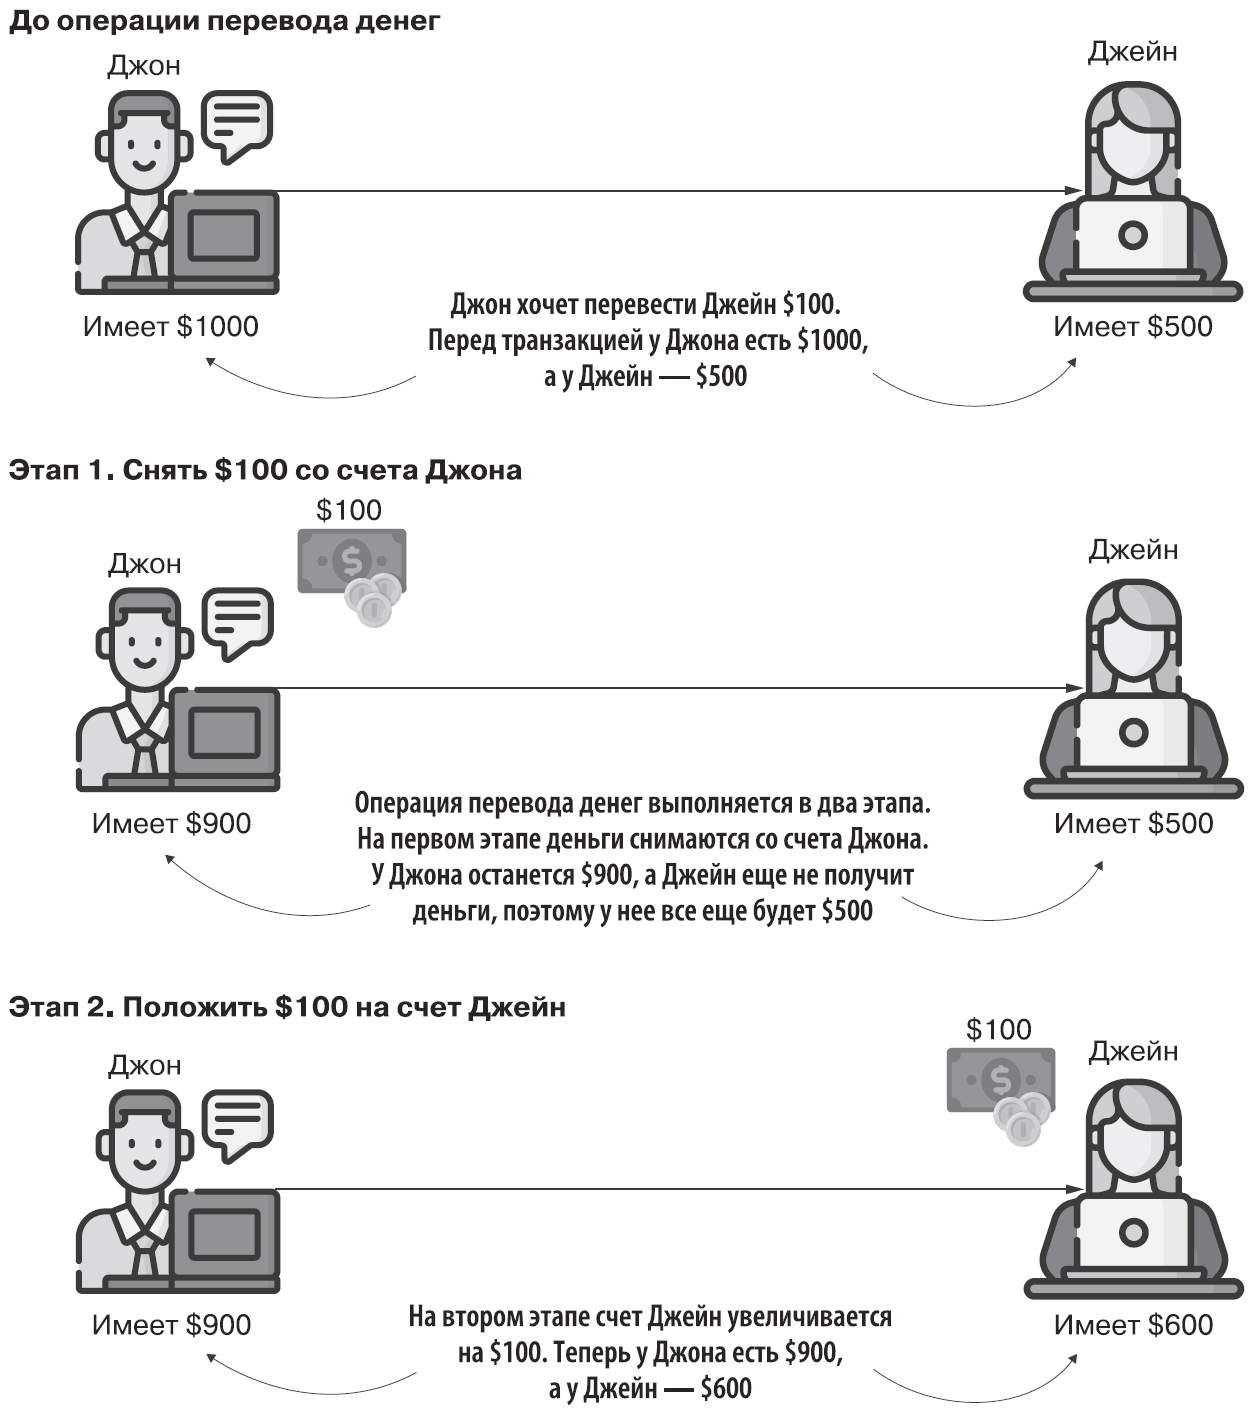 До операции перевода денег
Джон
Джейн
Имеет $1000
Имеет $500
Джон хочет перевести Джейн $100.
Перед транзакцией у Джона есть $1000,
а у Джейн — $500
Этап 1. Снять $100 со счета Джона
$100
Джон
Джейн
Имеет $900
Имеет $500
Операция перевода денег выполняется в два этапа.
На первом этапе деньги снимаются со счета Джона.
У Джона останется $900, а Джейн еще не получит
деньги, поэтому у нее все еще будет $500
Этап 2. Положить $100 на счет Джейн
$100
Джон
Джейн
Имеет $900
Имеет $600
На втором этапе счет Джейн увеличивается
на $100. Теперь у Джона есть $900,
а у Джейн — $600